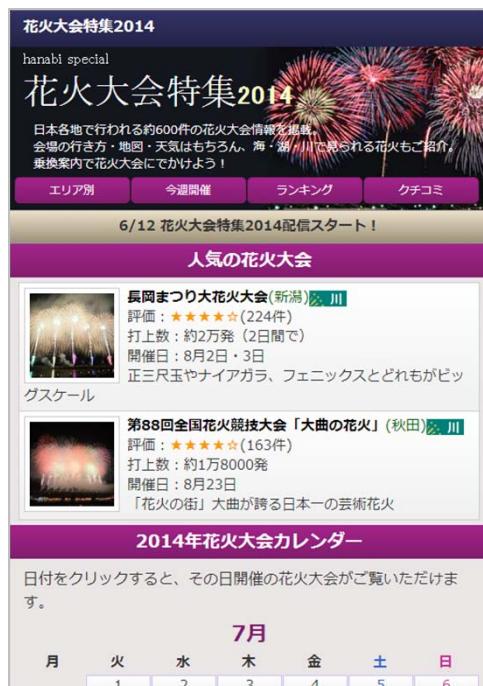 花火大会特集2014
hanabi special
花火大会特集2014
日本各地で行われる約600件の花火大会情報を掲載。
会場の行き方・地図・天気はもちろん、海・湖・川で見られる花火もご紹介。
乗換案内で花火大会にでかけよう！
エリア別 今週開催 ランキング クチコミ
6/12 花火大会特集2014配信スタート！
人気の花火大会
長岡まつり大花火大会(新潟) 川
評価：★★★★☆(224件)
打上数：約2万発（2日間で）
開催日：8月2日・3日
正三尺玉やナイアガラ、フェニックスとどれもがビッ
グスケール
第88回全国花火競技大会「大曲の花火」(秋田) 川
評価：★★★★☆(163件)
打上数：約1万8000発
開催日：8月23日
「花火の街」大曲が誇る日本一の芸術花火
2014年花火大会カレンダー
日付をクリックすると、その日開催の花火大会がご覧いただけま
す。
7月
月 火 水 木 金 土 日
1 2 3 4 5 6